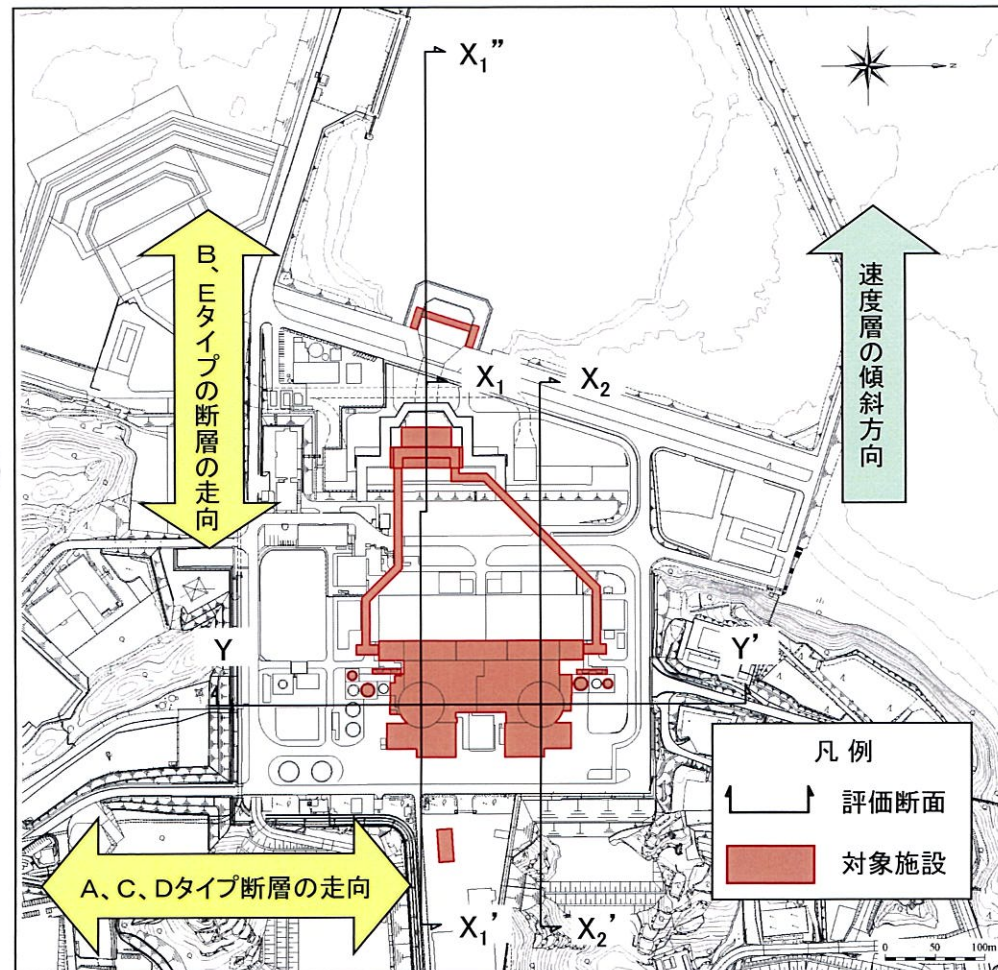 X₁”
N
B、Eタイプの断層の走向
速度層の傾斜方向
X₁
X₂
Y
Y’
凡 例
評価断面
対象施設
A、C、Dタイプ断層の走向
X₁’
X₂’
0 50 100m